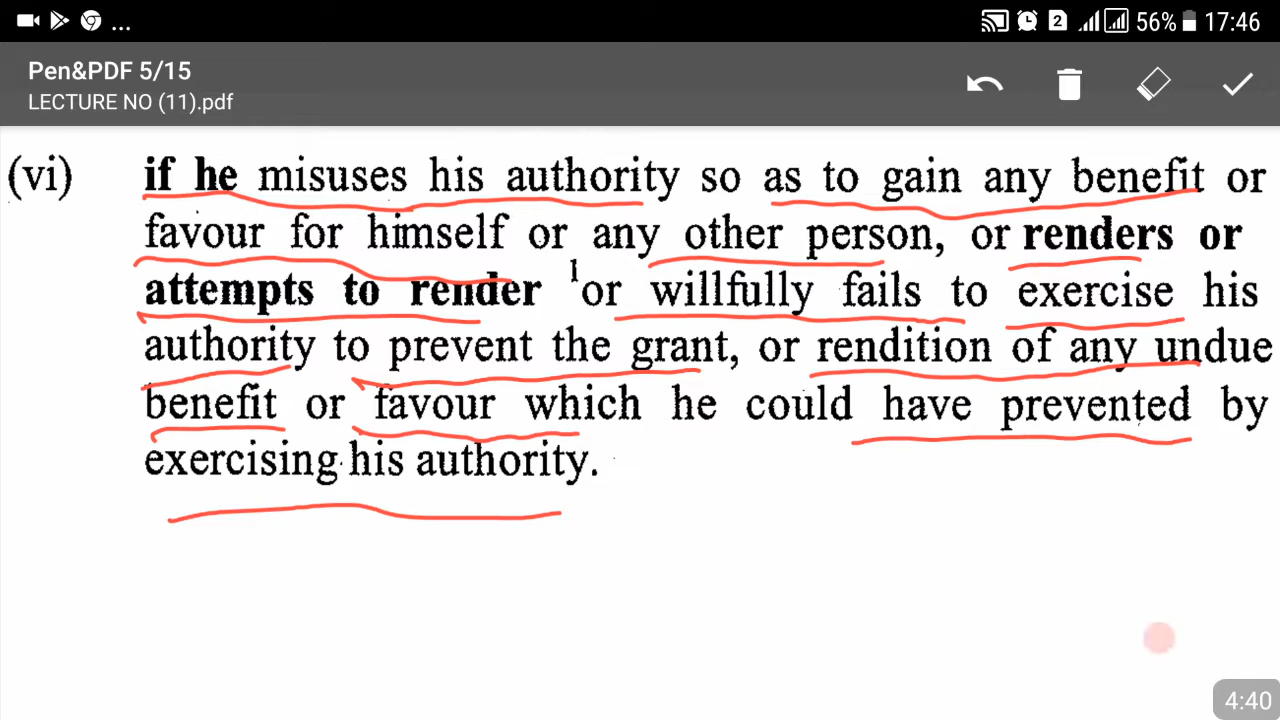 ... 2 56% 17:46
Pen&PDF 5/15
LECTURE NO (11).pdf
(vi) if he misuses his authority so as to gain any benefit or
favour for himself or any other person, or renders or
attempts to render ¹or willfully fails to exercise his
authority to prevent the grant, or rendition of any undue
benefit or favour which he could have prevented by
exercising his authority.
4:40